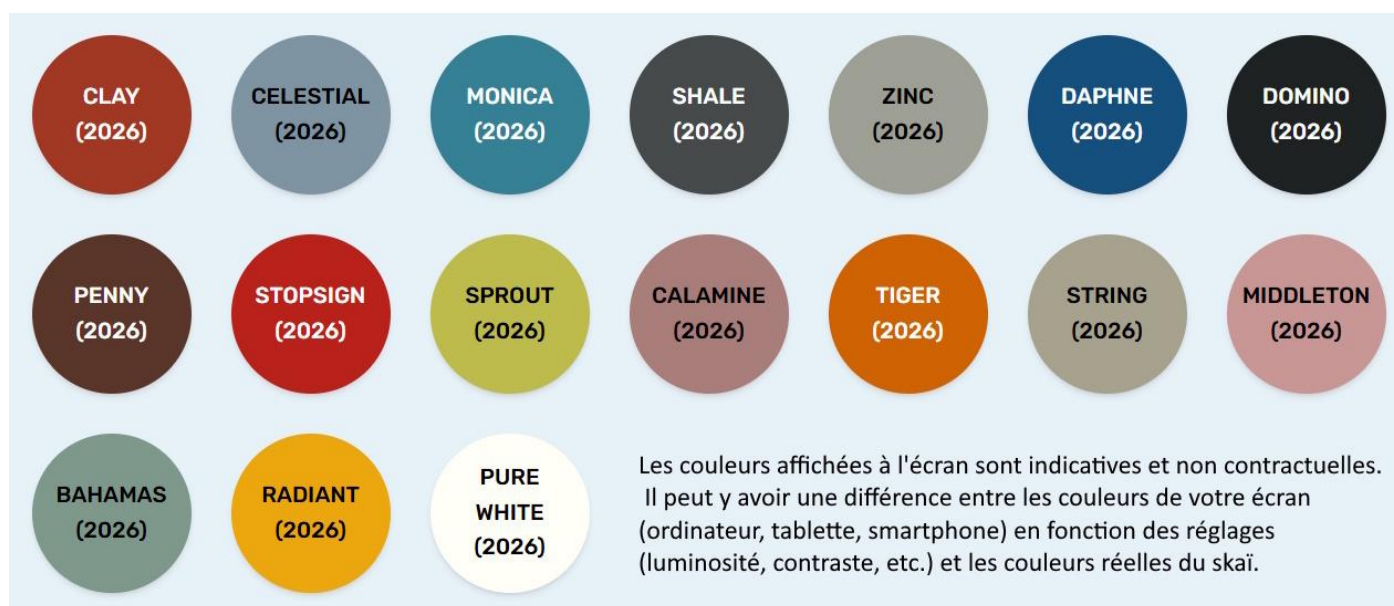 CLAY
(2026)
CELESTIAL
(2026)
MONICA
(2026)
SHALE
(2026)
ZINC
(2026)
DAPHNE
(2026)
DOMINO
(2026)
PENNY
(2026)
STOPSIGN
(2026)
SPROUT
(2026)
CALAMINE
(2026)
TIGER
(2026)
STRING
(2026)
MIDDLETON
(2026)
BAHAMAS
(2026)
RADIANT
(2026)
PURE
WHITE
(2026)
Les couleurs affichées à l'écran sont indicatives et non contractuelles.
Il peut y avoir une différence entre les couleurs de votre écran
(ordinateur, tablette, smartphone) en fonction des réglages
(luminosité, contraste, etc.) et les couleurs réelles du skaï.